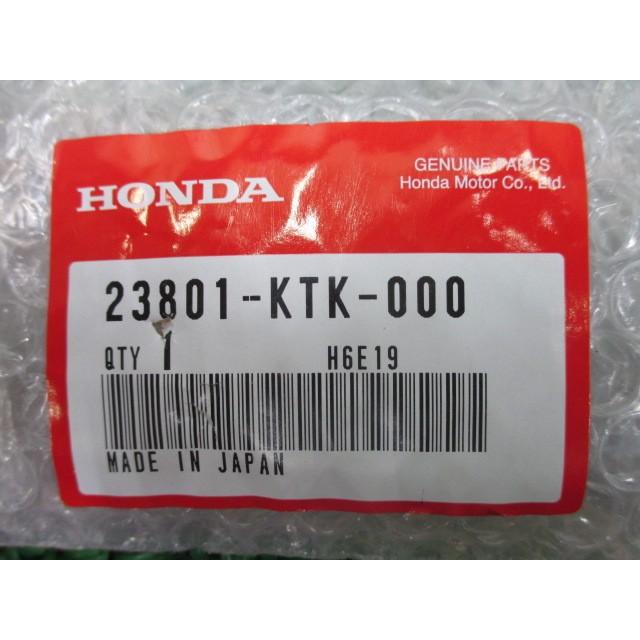 HONDA
GENUINE PARTS
Honda Motor Co., Ltd.
23801-KTK-000
QTY 1 H6E19
MADE IN JAPAN